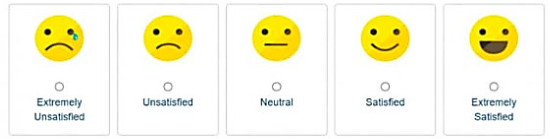 Extremely
Unsatisfied
Unsatisfied
Neutral
Satisfied
Extremely
Satisfied